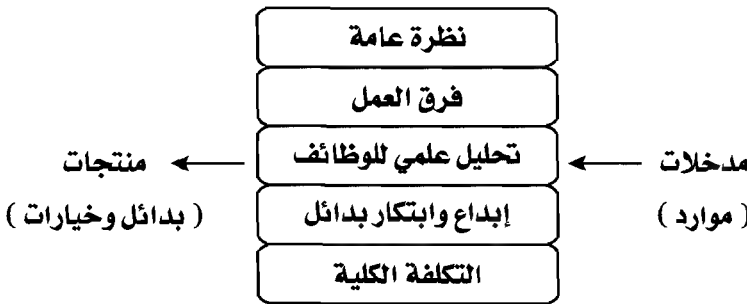 نظرة عامة
فرق العمل
مدخلات
تحليل علمي للوظائف
منتجات
( موارد )
إبداع وابتكار بدائل
( بدائل وخيارات )
التكلفة الكلية